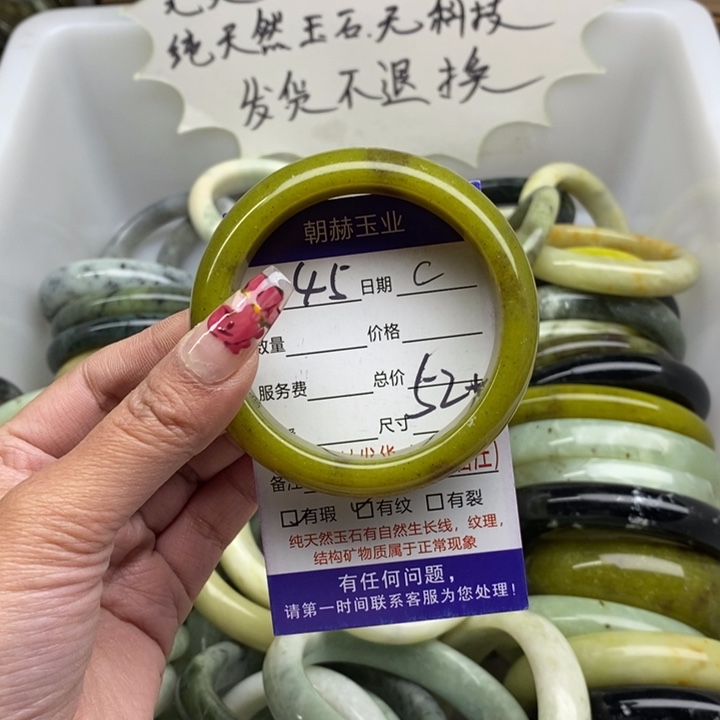 纯天然玉石.无科技
发货不退换
朝赫玉业
45 日期 C
数量 价格
服务费 总价
尺寸 52
备注
有瑕 有纹 有裂
纯天然玉石有自然生长线，纹理，
结构矿物质属于正常现象
有任何问题，
请第一时间联系客服为您处理！